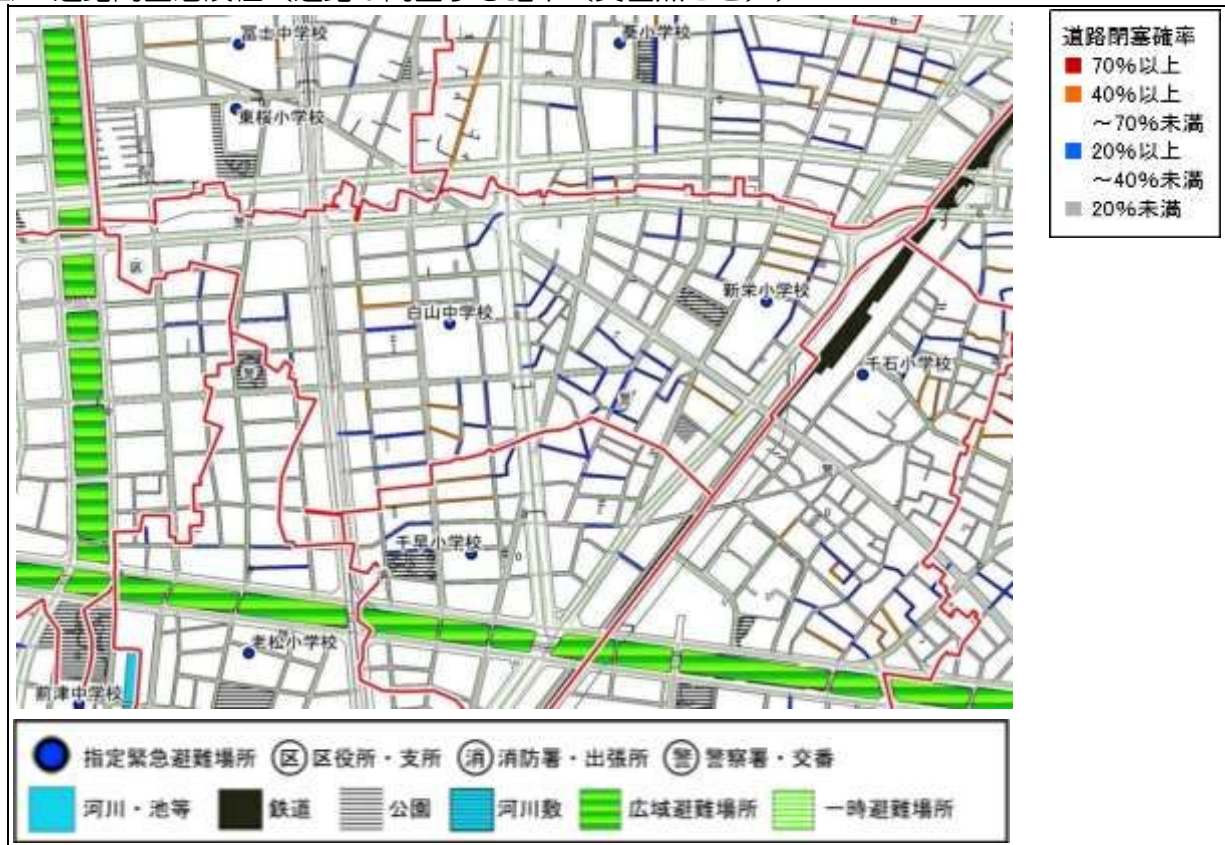 富士中学校
葵小学校
東桜小学校
区
新栄小学校
白山中学校
千石小学校
千早小学校
老松小学校
前津中学校
道路閉塞確率
70%以上
40%以上
～70%未満
20%以上
～40%未満
20%未満
指定緊急避難場所 区 区役所・支所 消 消防署・出張所 警 警察署・交番
河川・池等 鉄道 公園 河川敷 広域避難場所 一時避難場所